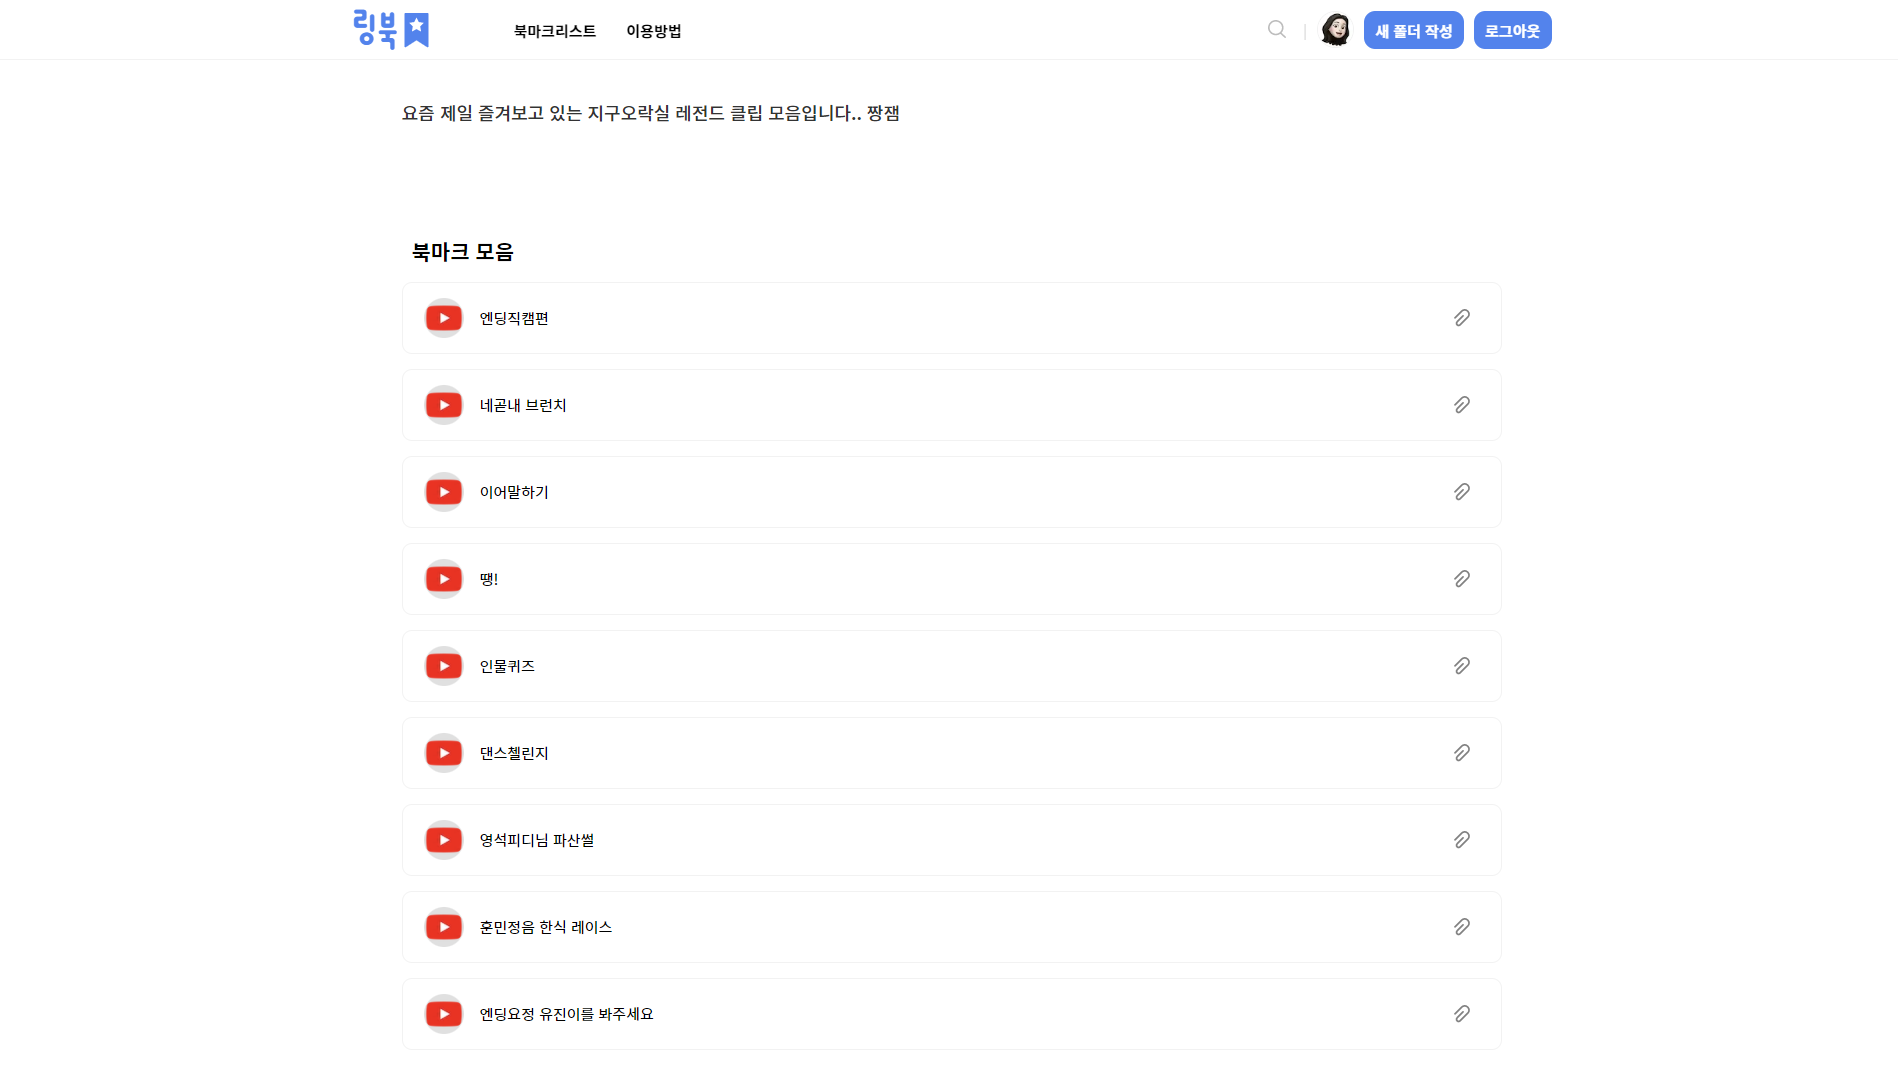 링북
북마크리스트 이용방법
새 폴더 작성 로그아웃
요즘 제일 즐겨보고 있는 지구오락실 레전드 클립 모음입니다.. 짱잼
북마크 모음
엔딩직캠편
네곧내 브런치
이어말하기
땡!
인물퀴즈
댄스첼린지
영석피디님 파산썰
훈민정음 한식 레이스
엔딩요정 유진이를 봐주세요